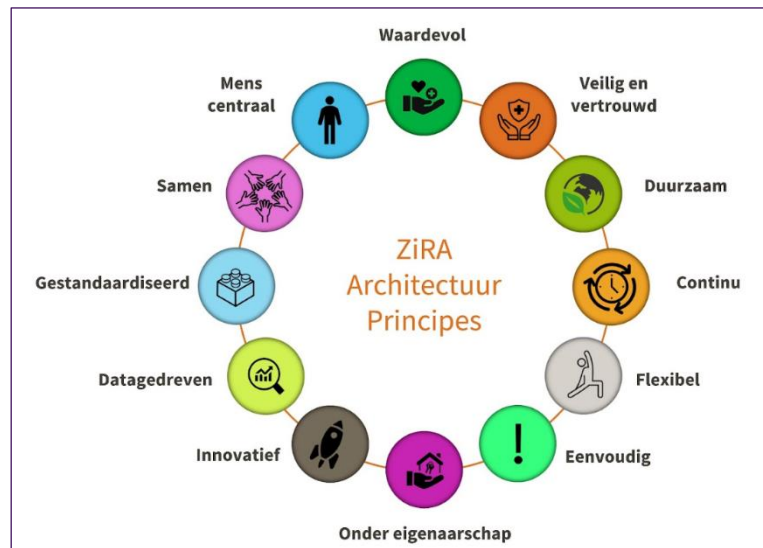 Waardevol
Mens
centraal
Veilig en
vertrouwd
Samen
Duurzaam
ZiRA
Architectuur
Principes
Gestandaardiseerd
Continu
Datagedreven
Flexibel
Innovatief
Eenvoudig
Onder eigenaarschap